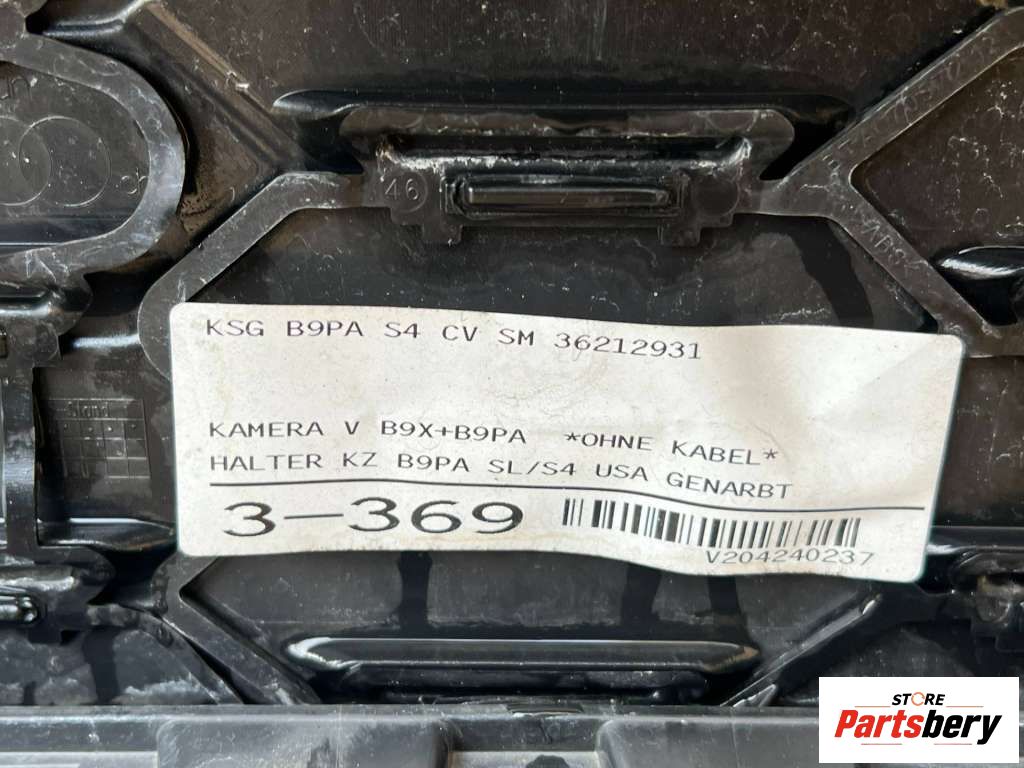 KSG B9PA S4 CV SM 36212931
KAMERA V B9X+B9PA *OHNE KABEL*
HALTER KZ B9PA SL/S4 USA GENARBT
3-369
V204240237
46
STORE
Partsbery